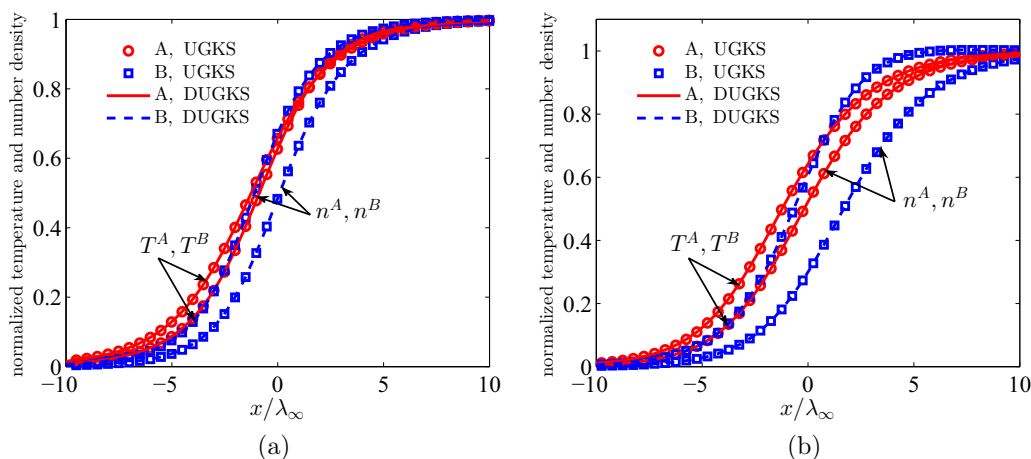 normalized temperature and number density
1
0.8
0.6
0.4
0.2
0
−10
−5
0
5
10
x/λ∞
A, UGKS
B, UGKS
A, DUGKS
B, DUGKS
T^A, T^B
n^A, n^B
(a)
normalized temperature and number density
1
0.8
0.6
0.4
0.2
0
−10
−5
0
5
10
x/λ∞
A, UGKS
B, UGKS
A, DUGKS
B, DUGKS
T^A, T^B
n^A, n^B
(b)